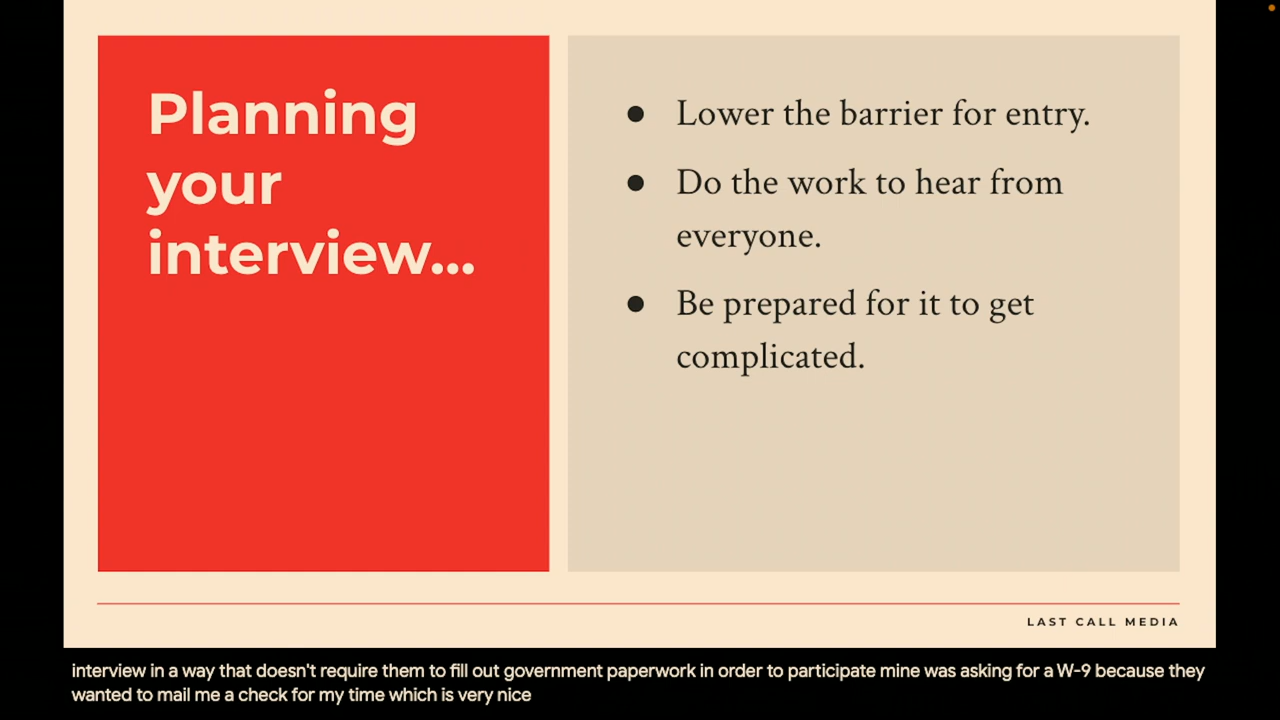 Planning
your
interview...
● Lower the barrier for entry.
● Do the work to hear from
everyone.
● Be prepared for it to get
complicated.
LAST CALL MEDIA
interview in a way that doesn't require them to fill out government paperwork in order to participate mine was asking for a W-9 because they
wanted to mail me a check for my time which is very nice